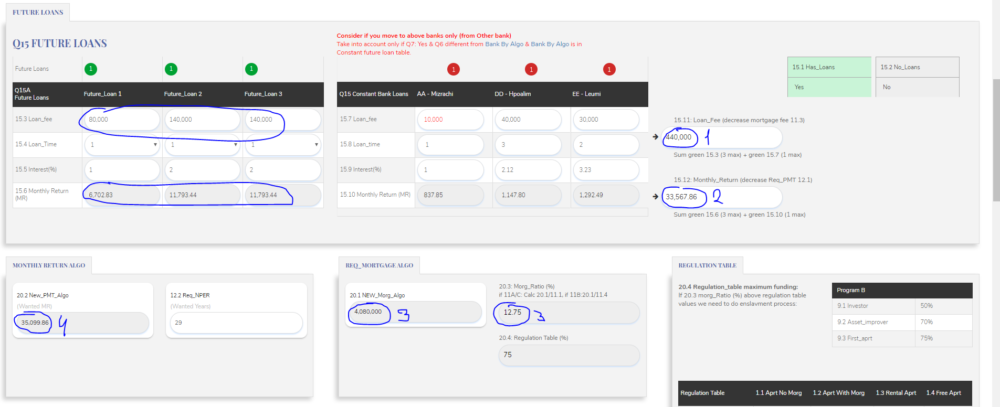 FUTURE LOANS
Q15 FUTURE LOANS
Consider if you move to above banks only (from Other bank)
Take into account only if Q7: Yes & Q6 different from Bank By Algo & Bank By Algo is in
Constant future loan table.
Future Loans 1 1 1
1 1 1
Q15A
Future Loans Future_Loan 1 Future_Loan 2 Future_Loan 3
15.3 Loan_fee 80,000 140,000 140,000
15.4 Loan_Time 1 1 1
15.5 Interest(%) 1 2 2
15.6 Monthly Return
(MR) 6,702.83 11,793.44 11,793.44
Q15 Constant Bank Loans AA - Mizrachi DD - Hpoalim EE - Leumi
15.7 Loan_fee 10,000 40,000 30,000
15.8 Loan_time 1 3 2
15.9 Interest(%) 1 2.12 3.23
15.10 Monthly Return (MR) 837.85 1,147.80 1,292.49
15.1 Has_Loans 15.2 No_Loans
Yes No
15.11: Loan_Fee (decrease mortgage fee 11.3)
440,000 1
Sum green 15.3 (3 max) + green 15.7 (1 max)
15.12: Monthly_Return (decrease Req_PMT 12.1)
33,567.86 2
Sum green 15.6 (3 max) + green 15.10 (1 max)
MONTHLY RETURN ALGO
20.2 New_PMT_Algo
(Wanted MR)
35,099.86 4
12.2 Req_NPER
(Wanted Years)
29
REQ_MORTGAGE ALGO
20.1 NEW_Morg_Algo
4,080,000 3
20.3: Morg_Ratio (%)
if 11A/C: Calc 20.1/11.1, if 11B:20.1/11.4
12.75 3
20.4: Regulation Table (%)
75
REGULATION TABLE
20.4 Regulation_table maximum funding:
If 20.3 morg_Ratio (%) above regulation table
values we need to do enslavment process:
Program B
9.1 Investor 50%
9.2 Asset_improver 70%
9.3 First_aprt 75%
Regulation Table 1.1 Aprt No Morg 1.2 Aprt With Morg 1.3 Rental Aprt 1.4 Free Aprt